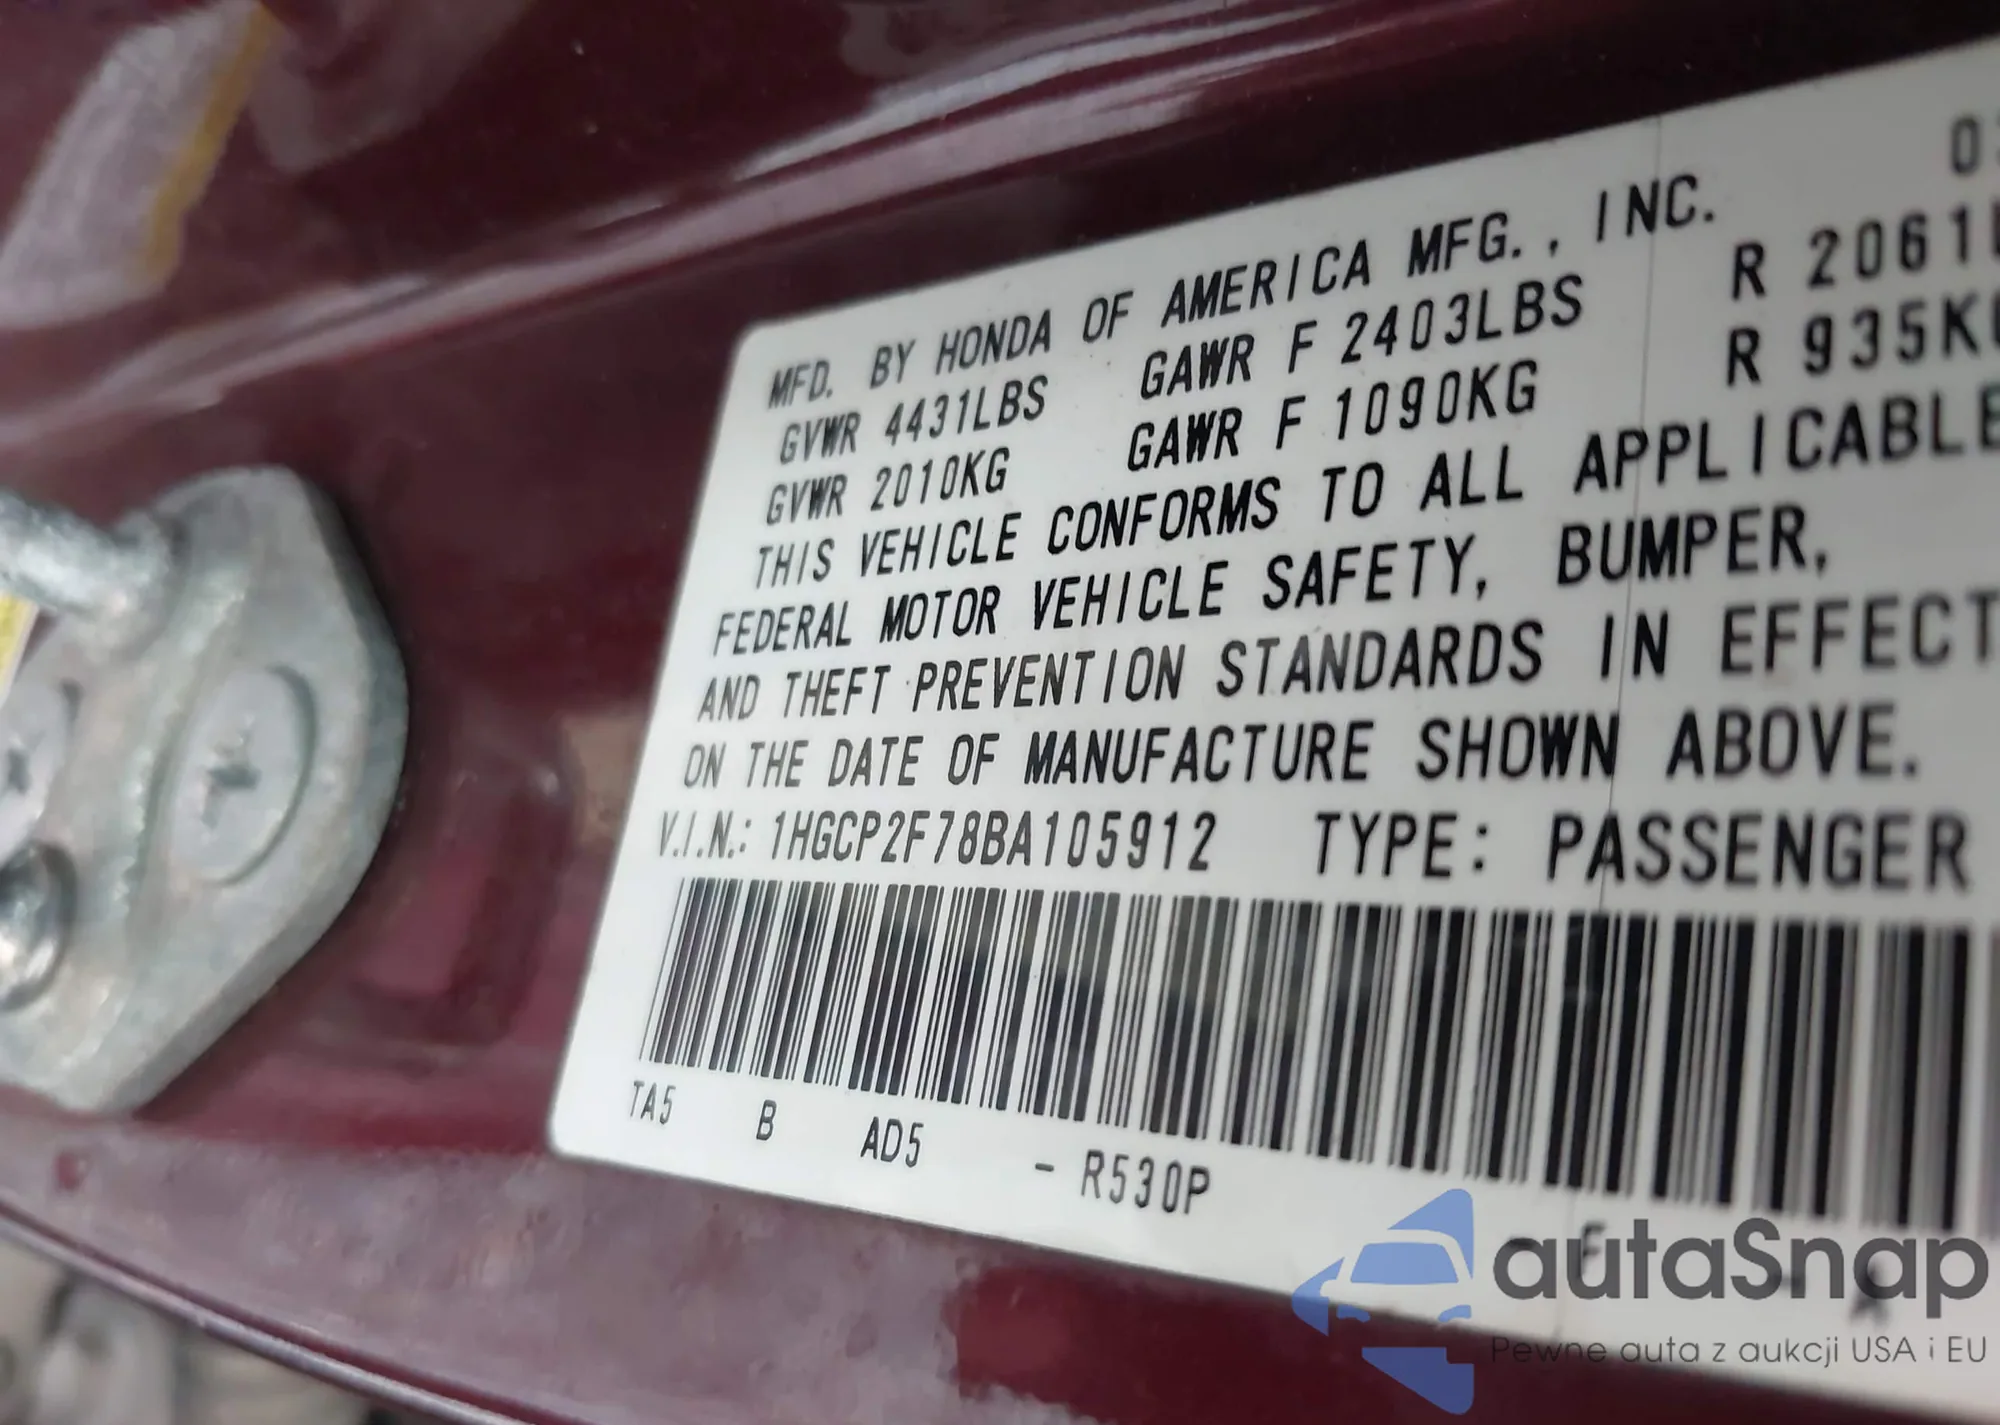 MFD. BY HONDA OF AMERICA MFG., INC.
GVWR 4431LBS GAWR F 2403LBS R 2061
GVWR 2010KG GAWR F 1090KG R 935K
THIS VEHICLE CONFORMS TO ALL APPLICABLE
FEDERAL MOTOR VEHICLE SAFETY, BUMPER,
AND THEFT PREVENTION STANDARDS IN EFFECT
ON THE DATE OF MANUFACTURE SHOWN ABOVE.
V.I.N.: 1HGCP2F78BA105912 TYPE: PASSENGER
TA5 B AD5 - R530P
autaSnap
Pewne auta z aukcji USA i EU